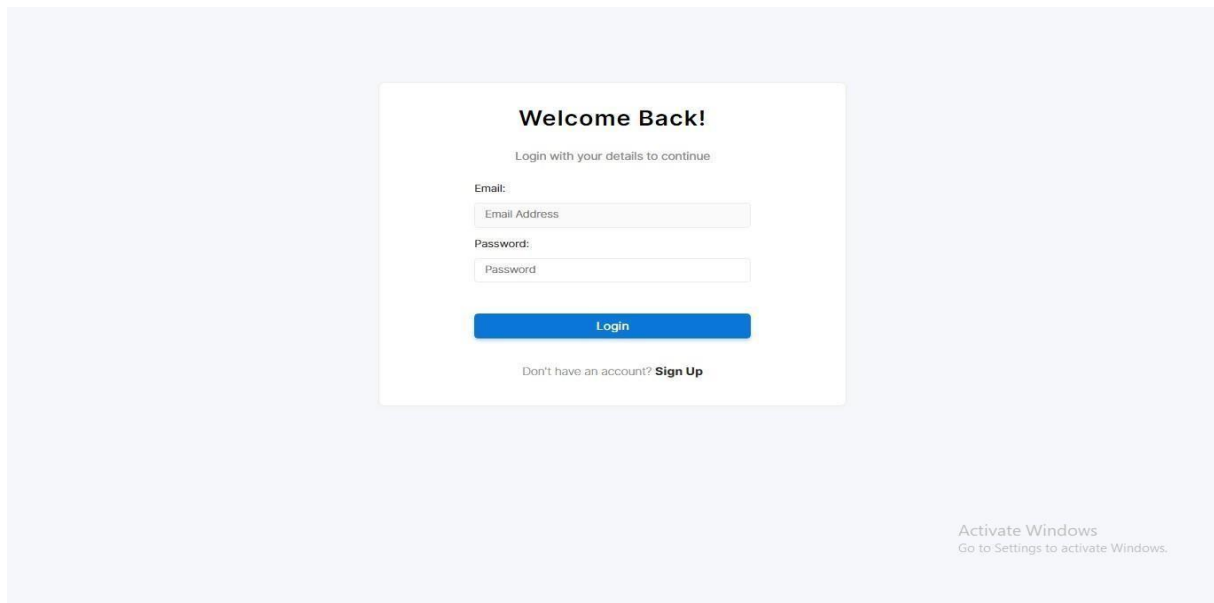 Welcome Back!
Login with your details to continue
Email:
Email Address
Password:
Password
Login
Don't have an account? Sign Up
Activate Windows
Go to Settings to activate Windows.